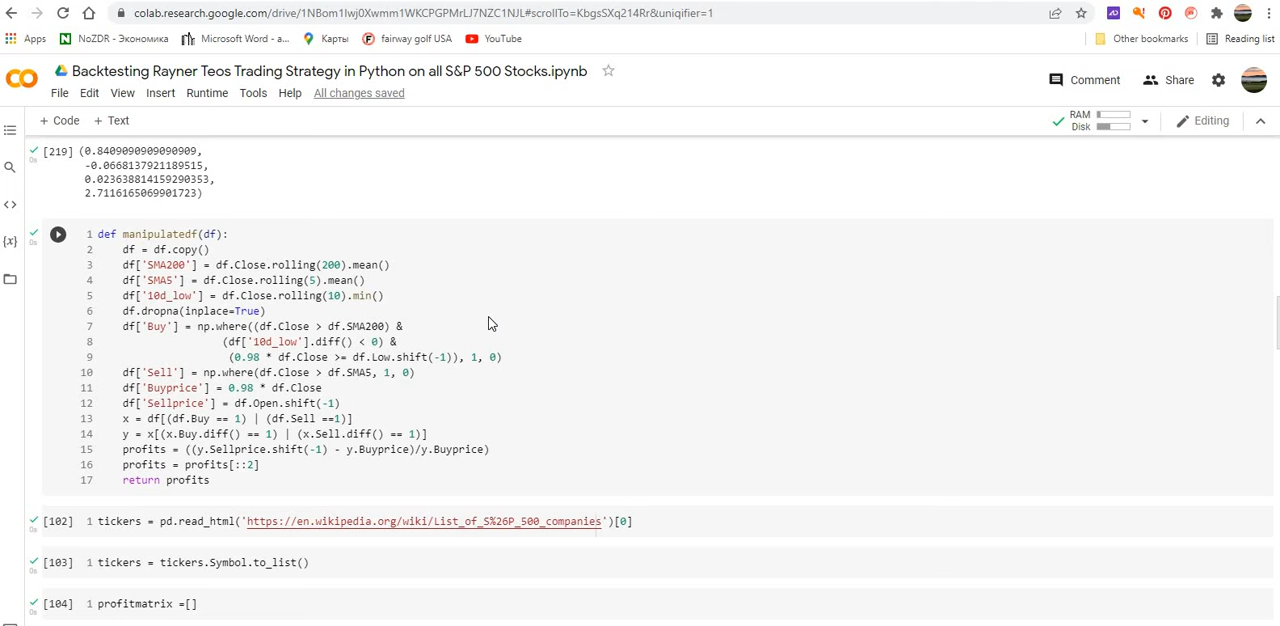 colab.research.google.com/drive/1NBom1Iwj0Xwmm1WKCPGPMrLJ7NZC1NJL#scrollTo=KbgsSXq214Rr&uniqifier=1
Apps NoZDR - Экономика Microsoft Word - a... Карты fairway golf USA YouTube Other bookmarks Reading list
Backtesting Rayner Teos Trading Strategy in Python on all S&P 500 Stocks.ipynb
Comment Share
File Edit View Insert Runtime Tools Help All changes saved
+ Code + Text
RAM
Disk
Editing
[219] (0.8409090909090909,
-0.0668137921189515,
0.023638814159290353,
2.7116165069901723)
0s
1 def manipulatedf(df):
2 df = df.copy()
3 df['SMA200'] = df.Close.rolling(200).mean()
4 df['SMA5'] = df.Close.rolling(5).mean()
5 df['10d_low'] = df.Close.rolling(10).min()
6 df.dropna(inplace=True)
7 df['Buy'] = np.where((df.Close > df.SMA200) &
8 (df['10d_low'].diff() < 0) &
9 (0.98 * df.Close >= df.Low.shift(-1)), 1, 0)
10 df['Sell'] = np.where(df.Close > df.SMA5, 1, 0)
11 df['Buyprice'] = 0.98 * df.Close
12 df['Sellprice'] = df.Open.shift(-1)
13 x = df[(df.Buy == 1) | (df.Sell ==1)]
14 y = x[(x.Buy.diff() == 1) | (x.Sell.diff() == 1)]
15 profits = ((y.Sellprice.shift(-1) - y.Buyprice)/y.Buyprice)
16 profits = profits[::2]
17 return profits
0s
[102] 1 tickers = pd.read_html('https://en.wikipedia.org/wiki/List_of_S%26P_500_companies')[0]
0s
[103] 1 tickers = tickers.Symbol.to_list()
0s
[104] 1 profitmatrix =[]
0s